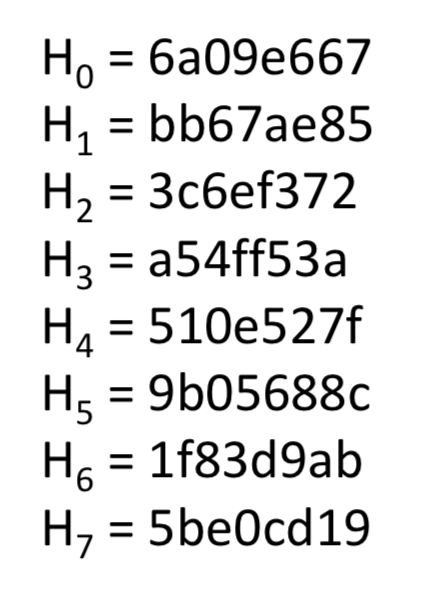 H₀ = 6a09e667
H₁ = bb67ae85
H₂ = 3c6ef372
H₃ = a54ff53a
H₄ = 510e527f
H₅ = 9b05688c
H₆ = 1f83d9ab
H₇ = 5be0cd19